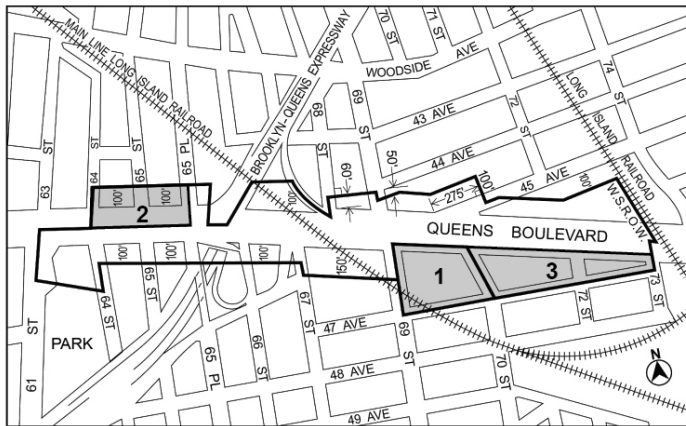 70 ST
71 ST
WOODSIDE AVE
MAIN LINE LONG ISLAND RAILROAD
BROOKLYN-QUEENS EXPRESSWAY
69 ST
68 ST
43 AVE
72 ST
74 ST
LONG ISLAND RAILROAD
W.S.R.O.W.
44 AVE
45 AVE
63 ST
64 ST
65 ST
65 PL
60'
50'
275'
100'
100'
100'
100'
100'
2
QUEENS BOULEVARD
100'
100'
100'
150'
1
3
64 ST
65 ST
65 PL
66 ST
67 ST
69 ST
70 ST
72 ST
73 ST
47 AVE
48 AVE
49 AVE
PARK
61 ST
N